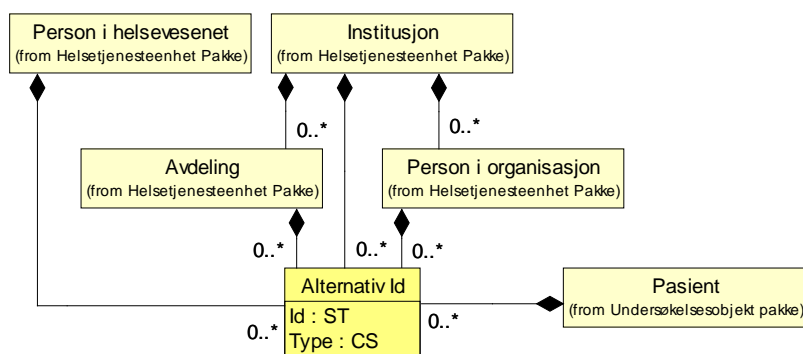 Person i helsevesenet
(from Helsetjenesteenhet Pakke)
Institusjon
(from Helsetjenesteenhet Pakke)
0..*
0..*
Avdeling
(from Helsetjenesteenhet Pakke)
Person i organisasjon
(from Helsetjenesteenhet Pakke)
0..*
0..*
0..*
Alternativ Id
Id : ST
Type : CS
0..*
0..*
Pasient
(from Undersøkelsesobjekt pakke)